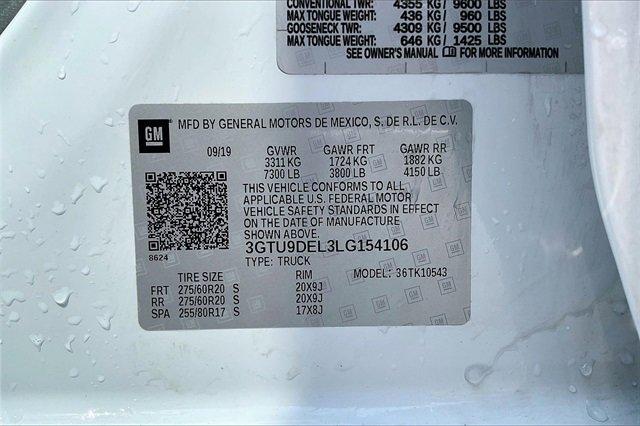 CONVENTIONAL TWR: 4355 KG / 9600 LBS
MAX TONGUE WEIGHT: 436 KG / 960 LBS
GOOSENECK TWR: 4309 KG / 9500 LBS
MAX TONGUE WEIGHT: 646 KG / 1425 LBS
SEE OWNER'S MANUAL FOR MORE INFORMATION
GM MFD BY GENERAL MOTORS DE MEXICO, S. DE R.L. DE C.V.
09/19 GVWR GAWR FRT GAWR RR
3311 KG 1724 KG 1882 KG
7300 LB 3800 LB 4150 LB
THIS VEHICLE CONFORMS TO ALL
APPLICABLE U.S. FEDERAL MOTOR
VEHICLE SAFETY STANDARDS IN EFFECT
ON THE DATE OF MANUFACTURE
SHOWN ABOVE.
3GTU9DEL3LG154106
8624 TYPE: TRUCK
TIRE SIZE RIM MODEL: 36TK10543
FRT 275/60R20 S 20X9J
RR 275/60R20 S 20X9J
SPA 255/80R17 S 17X8J